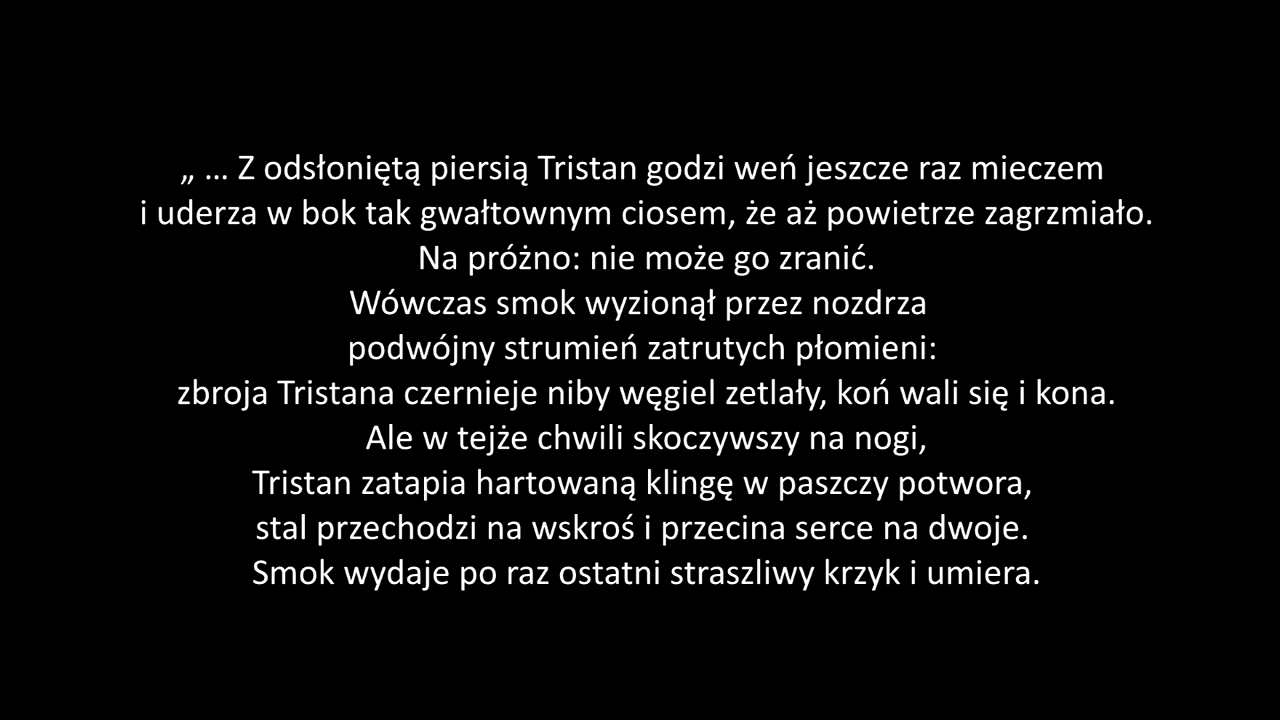 „ … Z odsłoniętą piersią Tristan godzi weń jeszcze raz mieczem
i uderza w bok tak gwałtownym ciosem, że aż powietrze zagrzmiało.
Na próżno: nie może go zranić.
Wówczas smok wyzionął przez nozdrza
podwójny strumień zatrutych płomieni:
zbroja Tristana czernieje niby węgiel zetlały, koń wali się i kona.
Ale w tejże chwili skoczywszy na nogi,
Tristan zatapia hartowaną klingę w paszczy potwora,
stal przechodzi na wskroś i przecina serce na dwoje.
Smok wydaje po raz ostatni straszliwy krzyk i umiera.